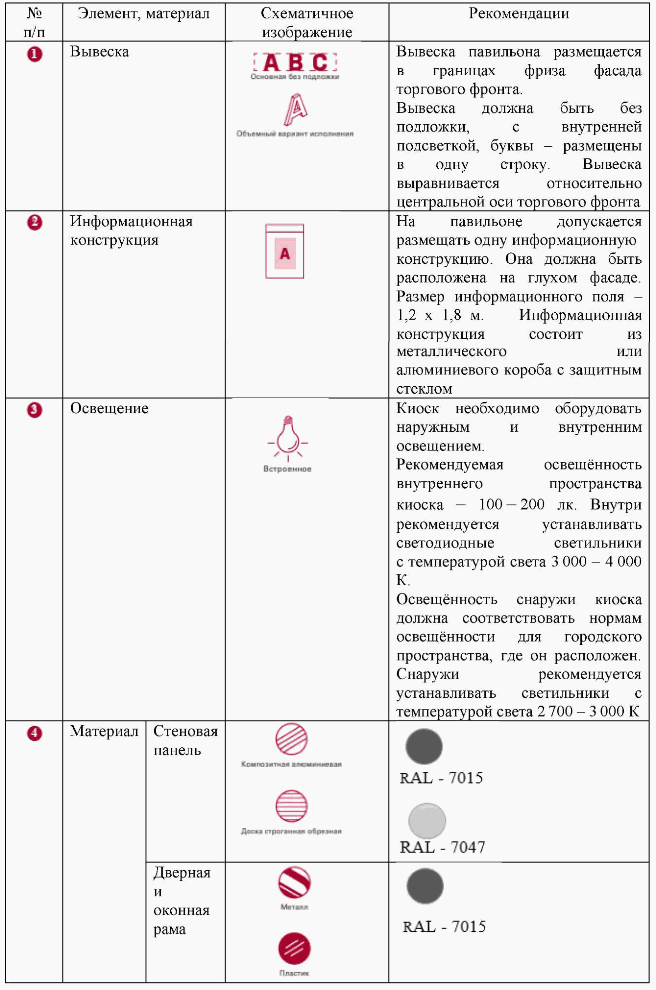 №
п/п
Элемент, материал
Схематичное
изображение
Рекомендации
1
Вывеска
ABC
Основная без подложки
A
Объемный вариант исполнения
Вывеска павильона размещается
в границах фриза фасада
торгового фронта.
Вывеска должна быть без
подложки, с внутренней
подсветкой, буквы – размещены
в одну строку. Вывеска
выравнивается относительно
центральной оси торгового фронта
2
Информационная
конструкция
A
На павильоне допускается
размещать одну информационную
конструкцию. Она должна быть
расположена на глухом фасаде.
Размер информационного поля –
1,2 х 1,8 м. Информационная
конструкция состоит из
металлического или
алюминиевого короба с защитным
стеклом
3
Освещение
Встроенное
Киоск необходимо оборудовать
наружным и внутренним
освещением.
Рекомендуемая освещённость
внутреннего пространства
киоска – 100 – 200 лк. Внутри
рекомендуется устанавливать
светодиодные светильники
с температурой света 3 000 – 4 000
К.
Освещённость снаружи киоска
должна соответствовать нормам
освещённости для городского
пространства, где он расположен.
Снаружи рекомендуется
устанавливать светильники с
температурой света 2 700 – 3 000 К
4
Материал
Стеновая
панель
Композитная алюминиевая
Доска строганная обрезная
RAL - 7015
RAL - 7047
Дверная
и
оконная
рама
Металл
Пластик
RAL - 7015